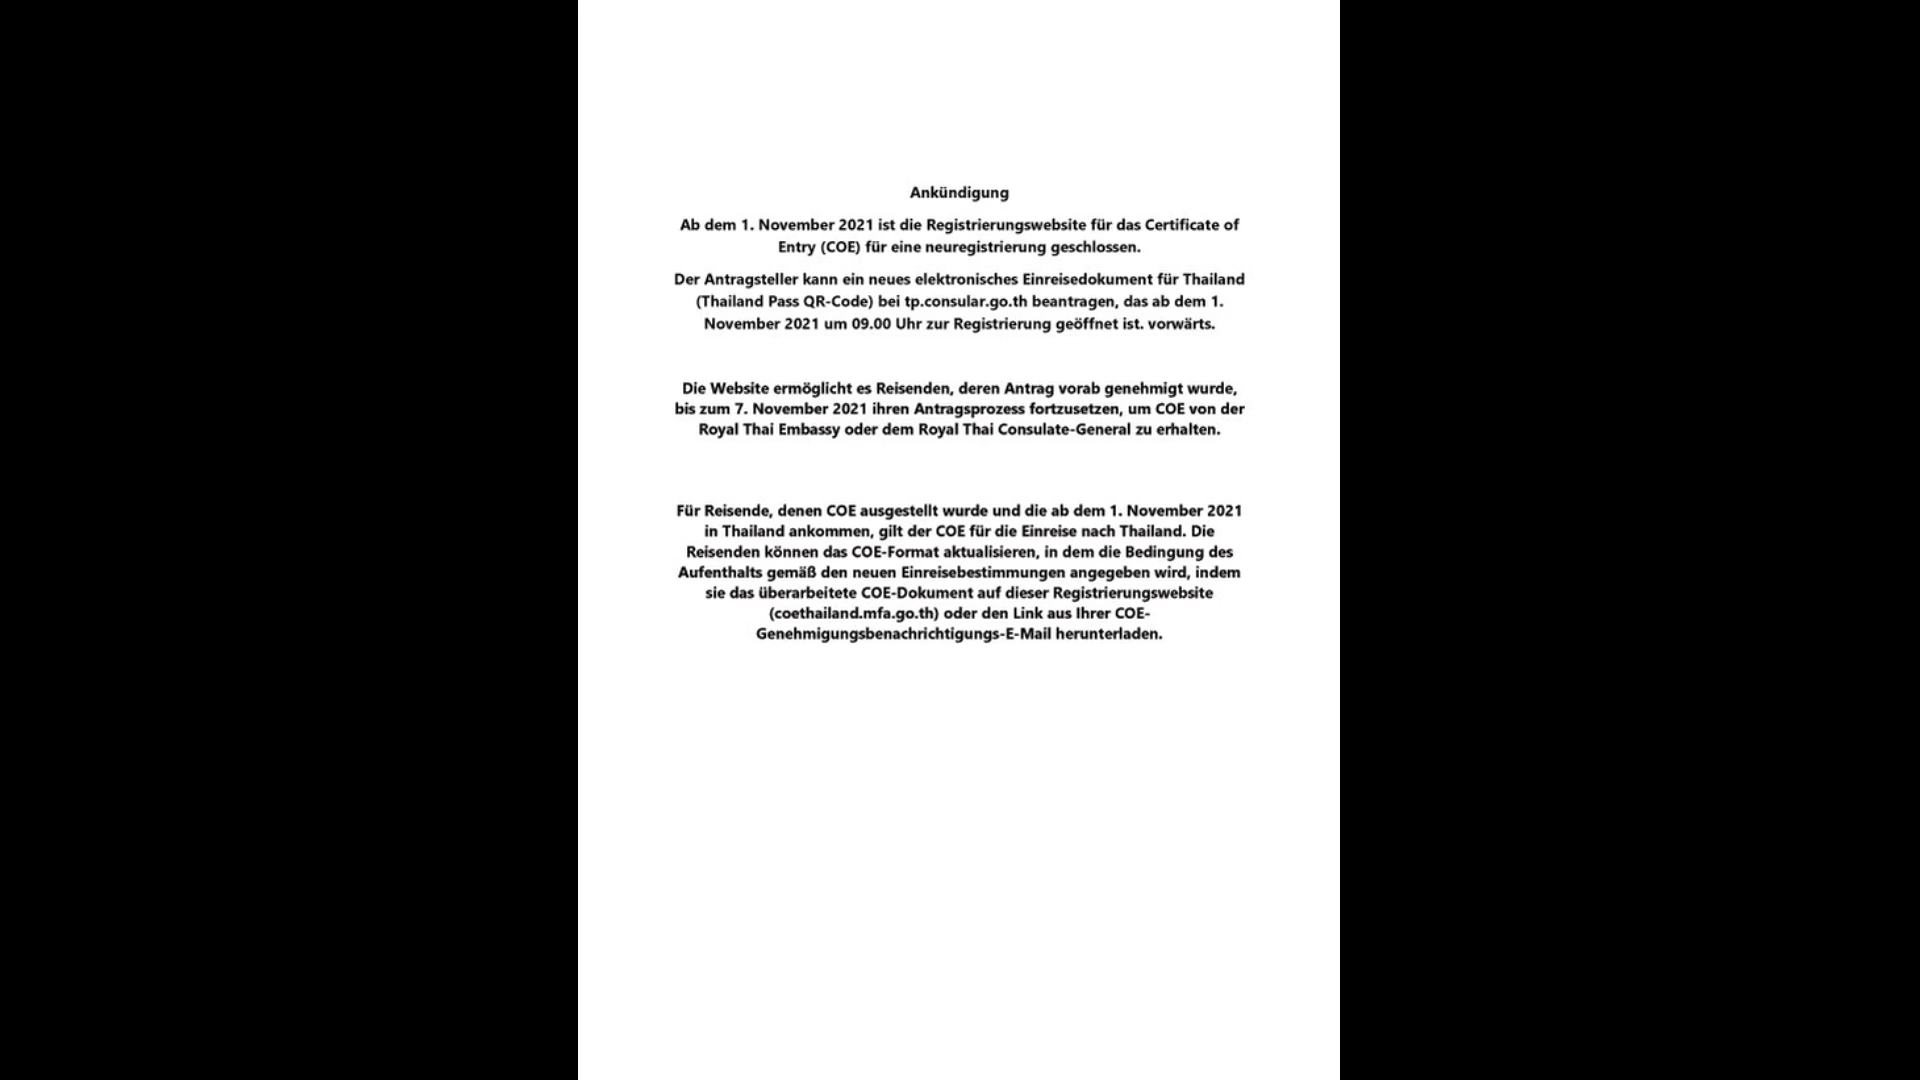 Ankündigung
Ab dem 1. November 2021 ist die Registrierungswebsite für das Certificate of
Entry (COE) für eine neuregistrierung geschlossen.
Der Antragsteller kann ein neues elektronisches Einreisedokument für Thailand
(Thailand Pass QR-Code) bei tp.consular.go.th beantragen, das ab dem 1.
November 2021 um 09.00 Uhr zur Registrierung geöffnet ist. vorwärts.
Die Website ermöglicht es Reisenden, deren Antrag vorab genehmigt wurde,
bis zum 7. November 2021 ihren Antragsprozess fortzusetzen, um COE von der
Royal Thai Embassy oder dem Royal Thai Consulate-General zu erhalten.
Für Reisende, denen COE ausgestellt wurde und die ab dem 1. November 2021
in Thailand ankommen, gilt der COE für die Einreise nach Thailand. Die
Reisenden können das COE-Format aktualisieren, in dem die Bedingung des
Aufenthalts gemäß den neuen Einreisebestimmungen angegeben wird, indem
sie das überarbeitete COE-Dokument auf dieser Registrierungswebsite
(coethailand.mfa.go.th) oder den Link aus Ihrer COE-
Genehmigungsbenachrichtigungs-E-Mail herunterladen.